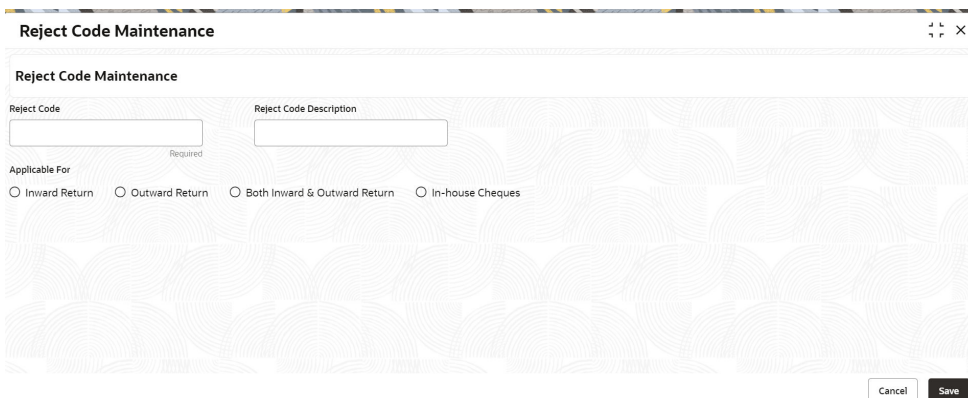 Reject Code Maintenance
Reject Code Maintenance
Reject Code Reject Code Description
Required
Applicable For
Inward Return Outward Return Both Inward & Outward Return In-house Cheques
Cancel Save